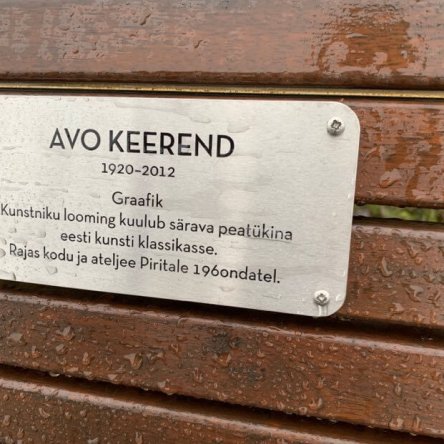 AVO KEEREND
1920–2012
Graafik
Kunstniku looming kuulub särava peatükina
eesti kunsti klassikasse.
Rajas kodu ja ateljee Piritale 1960ndatel.